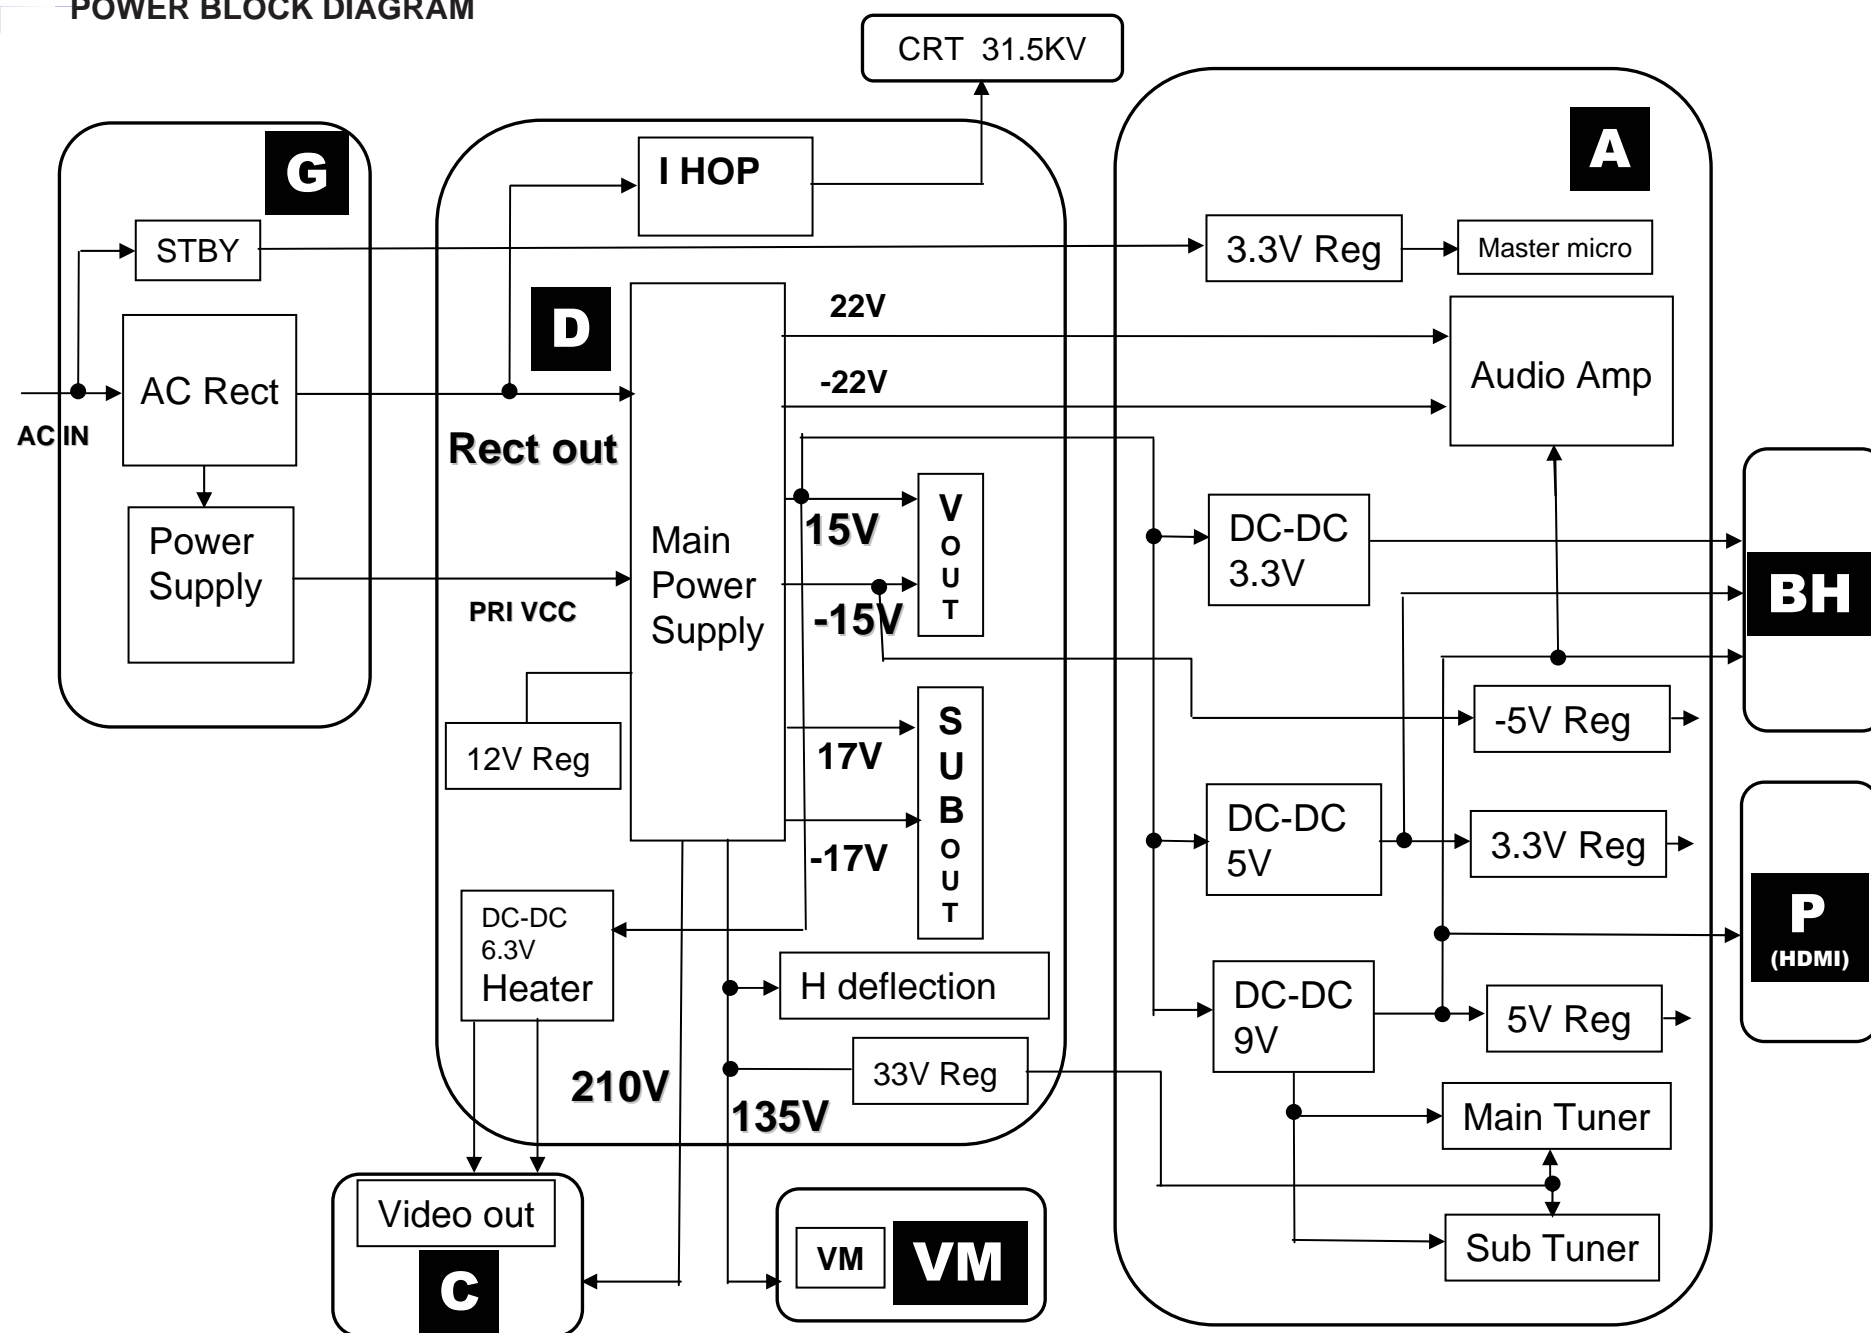 POWER BLOCK DIAGRAM
CRT 31.5KV
G
STBY
AC Rect
AC IN
Power
Supply
I HOP
D
Rect out
PRI VCC
Main
Power
Supply
12V Reg
22V
-22V
15V
-15V
V
O
U
T
17V
-17V
S
U
B
O
U
T
DC-DC
6.3V
Heater
H deflection
33V Reg
210V
135V
Video out
C
VM
VM
A
3.3V Reg
Master micro
Audio Amp
DC-DC
3.3V
-5V Reg
DC-DC
5V
3.3V Reg
DC-DC
9V
5V Reg
Main Tuner
Sub Tuner
BH
P
(HDMI)